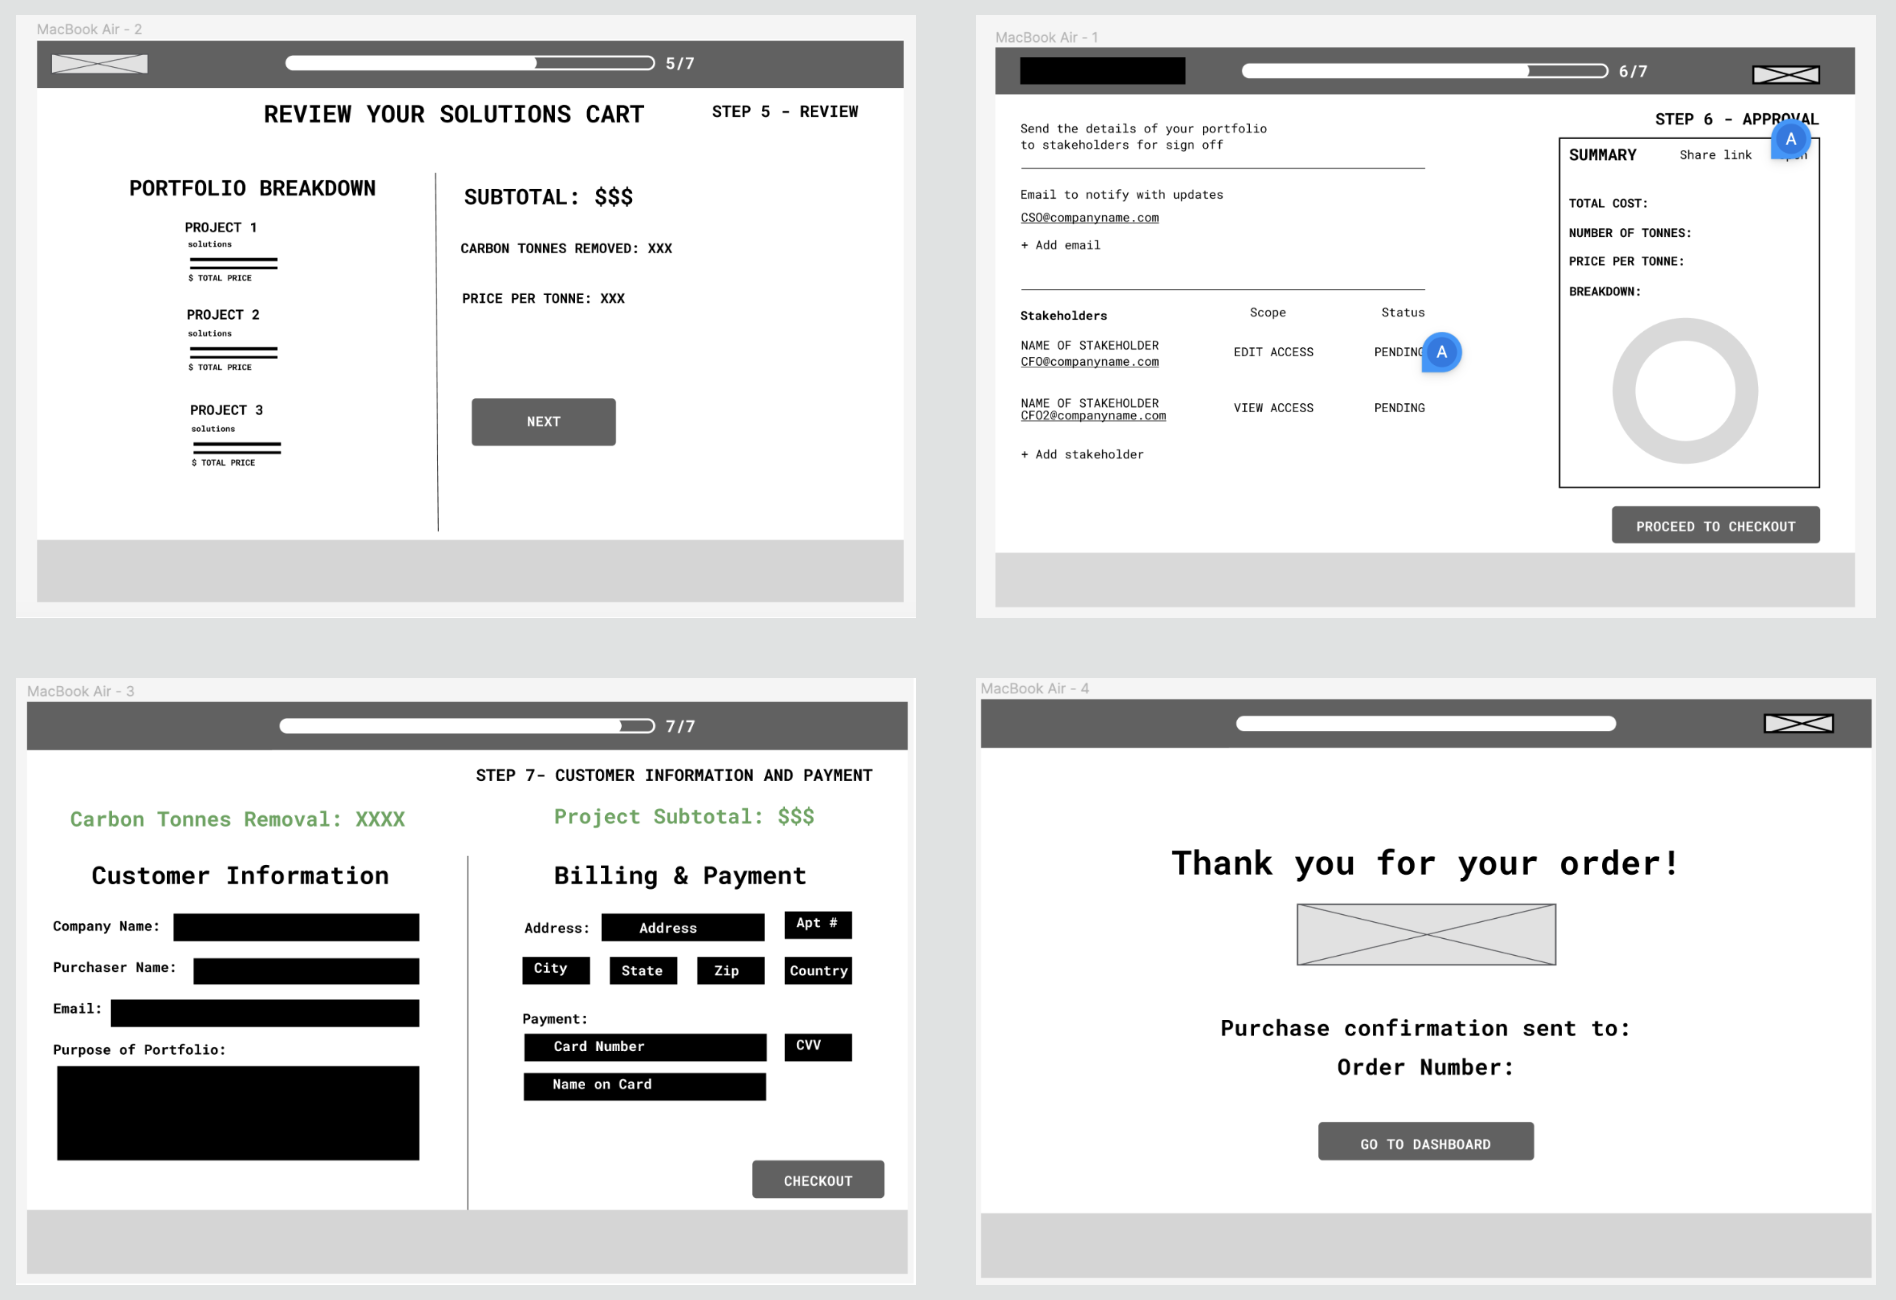 MacBook Air - 2
5/7
REVIEW YOUR SOLUTIONS CART
STEP 5 - REVIEW
PORTFOLIO BREAKDOWN
PROJECT 1
solutions
$ TOTAL PRICE
PROJECT 2
solutions
$ TOTAL PRICE
PROJECT 3
solutions
$ TOTAL PRICE
SUBTOTAL: $$$
CARBON TONNES REMOVED: XXX
PRICE PER TONNE: XXX
NEXT
MacBook Air - 1
6/7
STEP 6 - APPROVAL
A
Send the details of your portfolio
to stakeholders for sign off
Email to notify with updates
CSO@companyname.com
+ Add email
Stakeholders Scope Status
NAME OF STAKEHOLDER
CFO@companyname.com
EDIT ACCESS
PENDING
A
NAME OF STAKEHOLDER
CFO2@companyname.com
VIEW ACCESS
PENDING
+ Add stakeholder
SUMMARY
Share link
TOTAL COST:
NUMBER OF TONNES:
PRICE PER TONNE:
BREAKDOWN:
PROCEED TO CHECKOUT
MacBook Air - 3
7/7
STEP 7- CUSTOMER INFORMATION AND PAYMENT
Carbon Tonnes Removal: XXXX
Project Subtotal: $$$
Customer Information
Company Name:
Purchaser Name:
Email:
Purpose of Portfolio:
Billing & Payment
Address: Address Apt #
City State Zip Country
Payment:
Card Number CVV
Name on Card
CHECKOUT
MacBook Air - 4
Thank you for your order!
Purchase confirmation sent to:
Order Number:
GO TO DASHBOARD